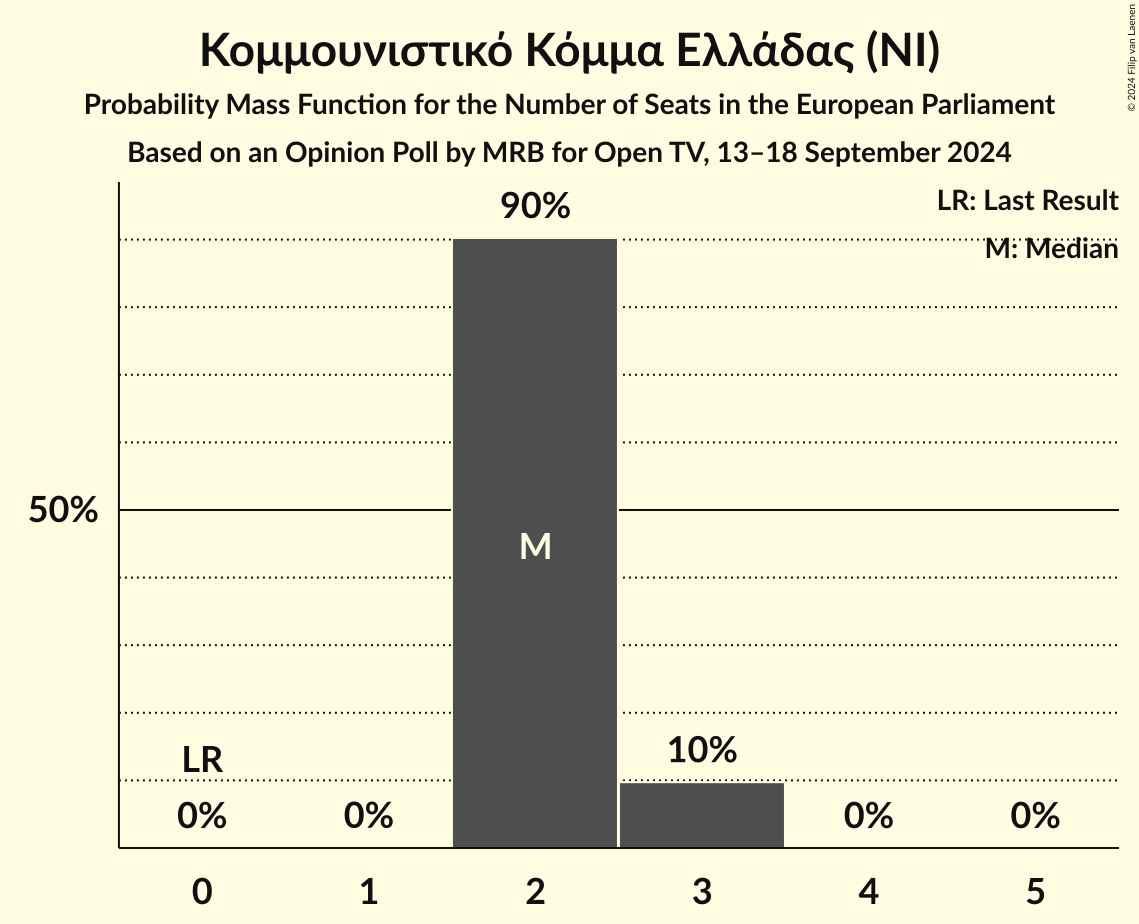 Κομμουνιστικό Κόμμα Ελλάδας (NI)
Probability Mass Function for the Number of Seats in the European Parliament
Based on an Opinion Poll by MRB for Open TV, 13–18 September 2024
© 2024 Filip van Laenen
LR: Last Result
M: Median
90%
50%
M
LR
10%
0%
0%
0%
0%
0
1
2
3
4
5